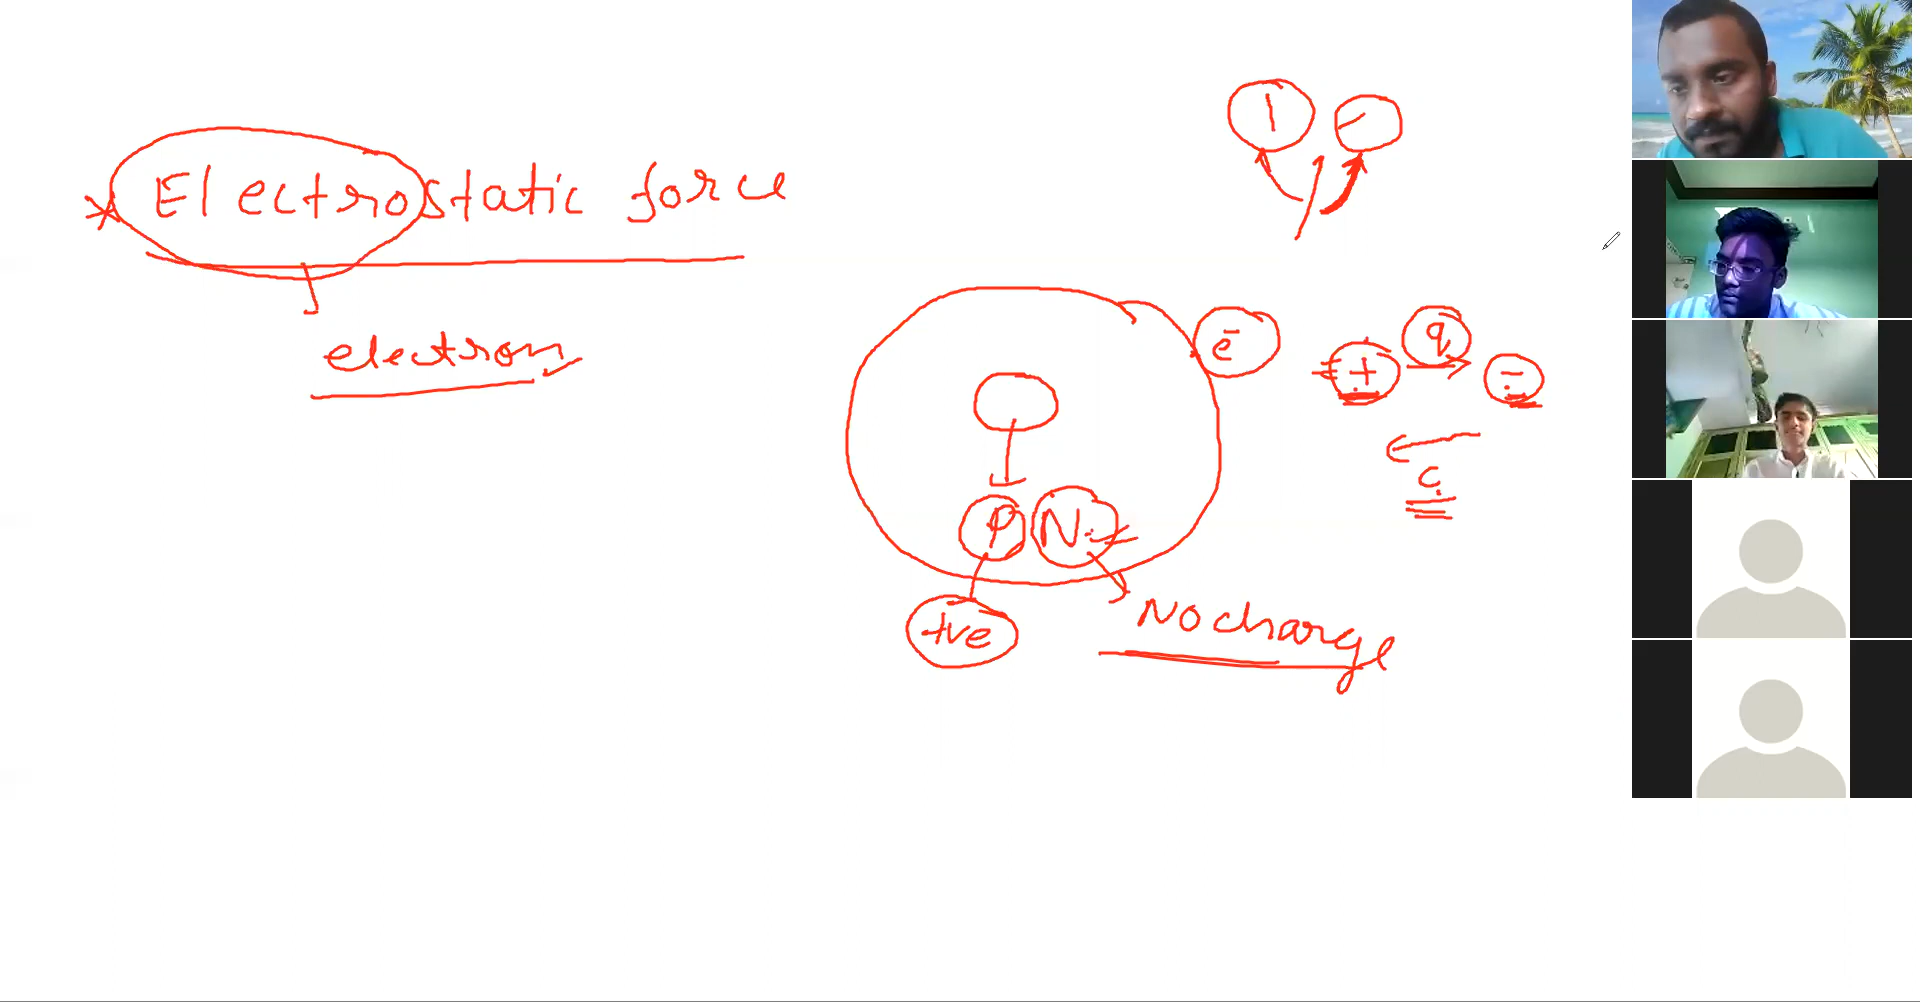 * Electrostatic force
electron
e⁻
+
q
-
C
P
N
+ve
No charge